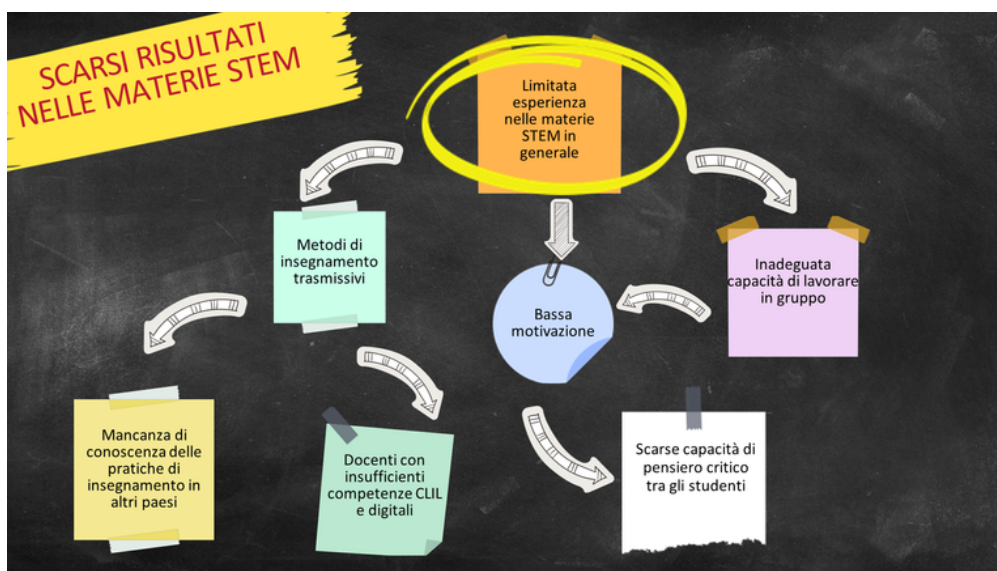 SCARSI RISULTATI
NELLE MATERIE STEM
Limitata
esperienza
nelle materie
STEM in
generale
Metodi di
insegnamento
trasmissivi
Bassa
motivazione
Inadeguata
capacità di lavorare
in gruppo
Mancanza di
conoscenza delle
pratiche di
insegnamento in
altri paesi
Docenti con
insufficienti
competenze CLIL
e digitali
Scarse capacità di
pensiero critico
tra gli studenti